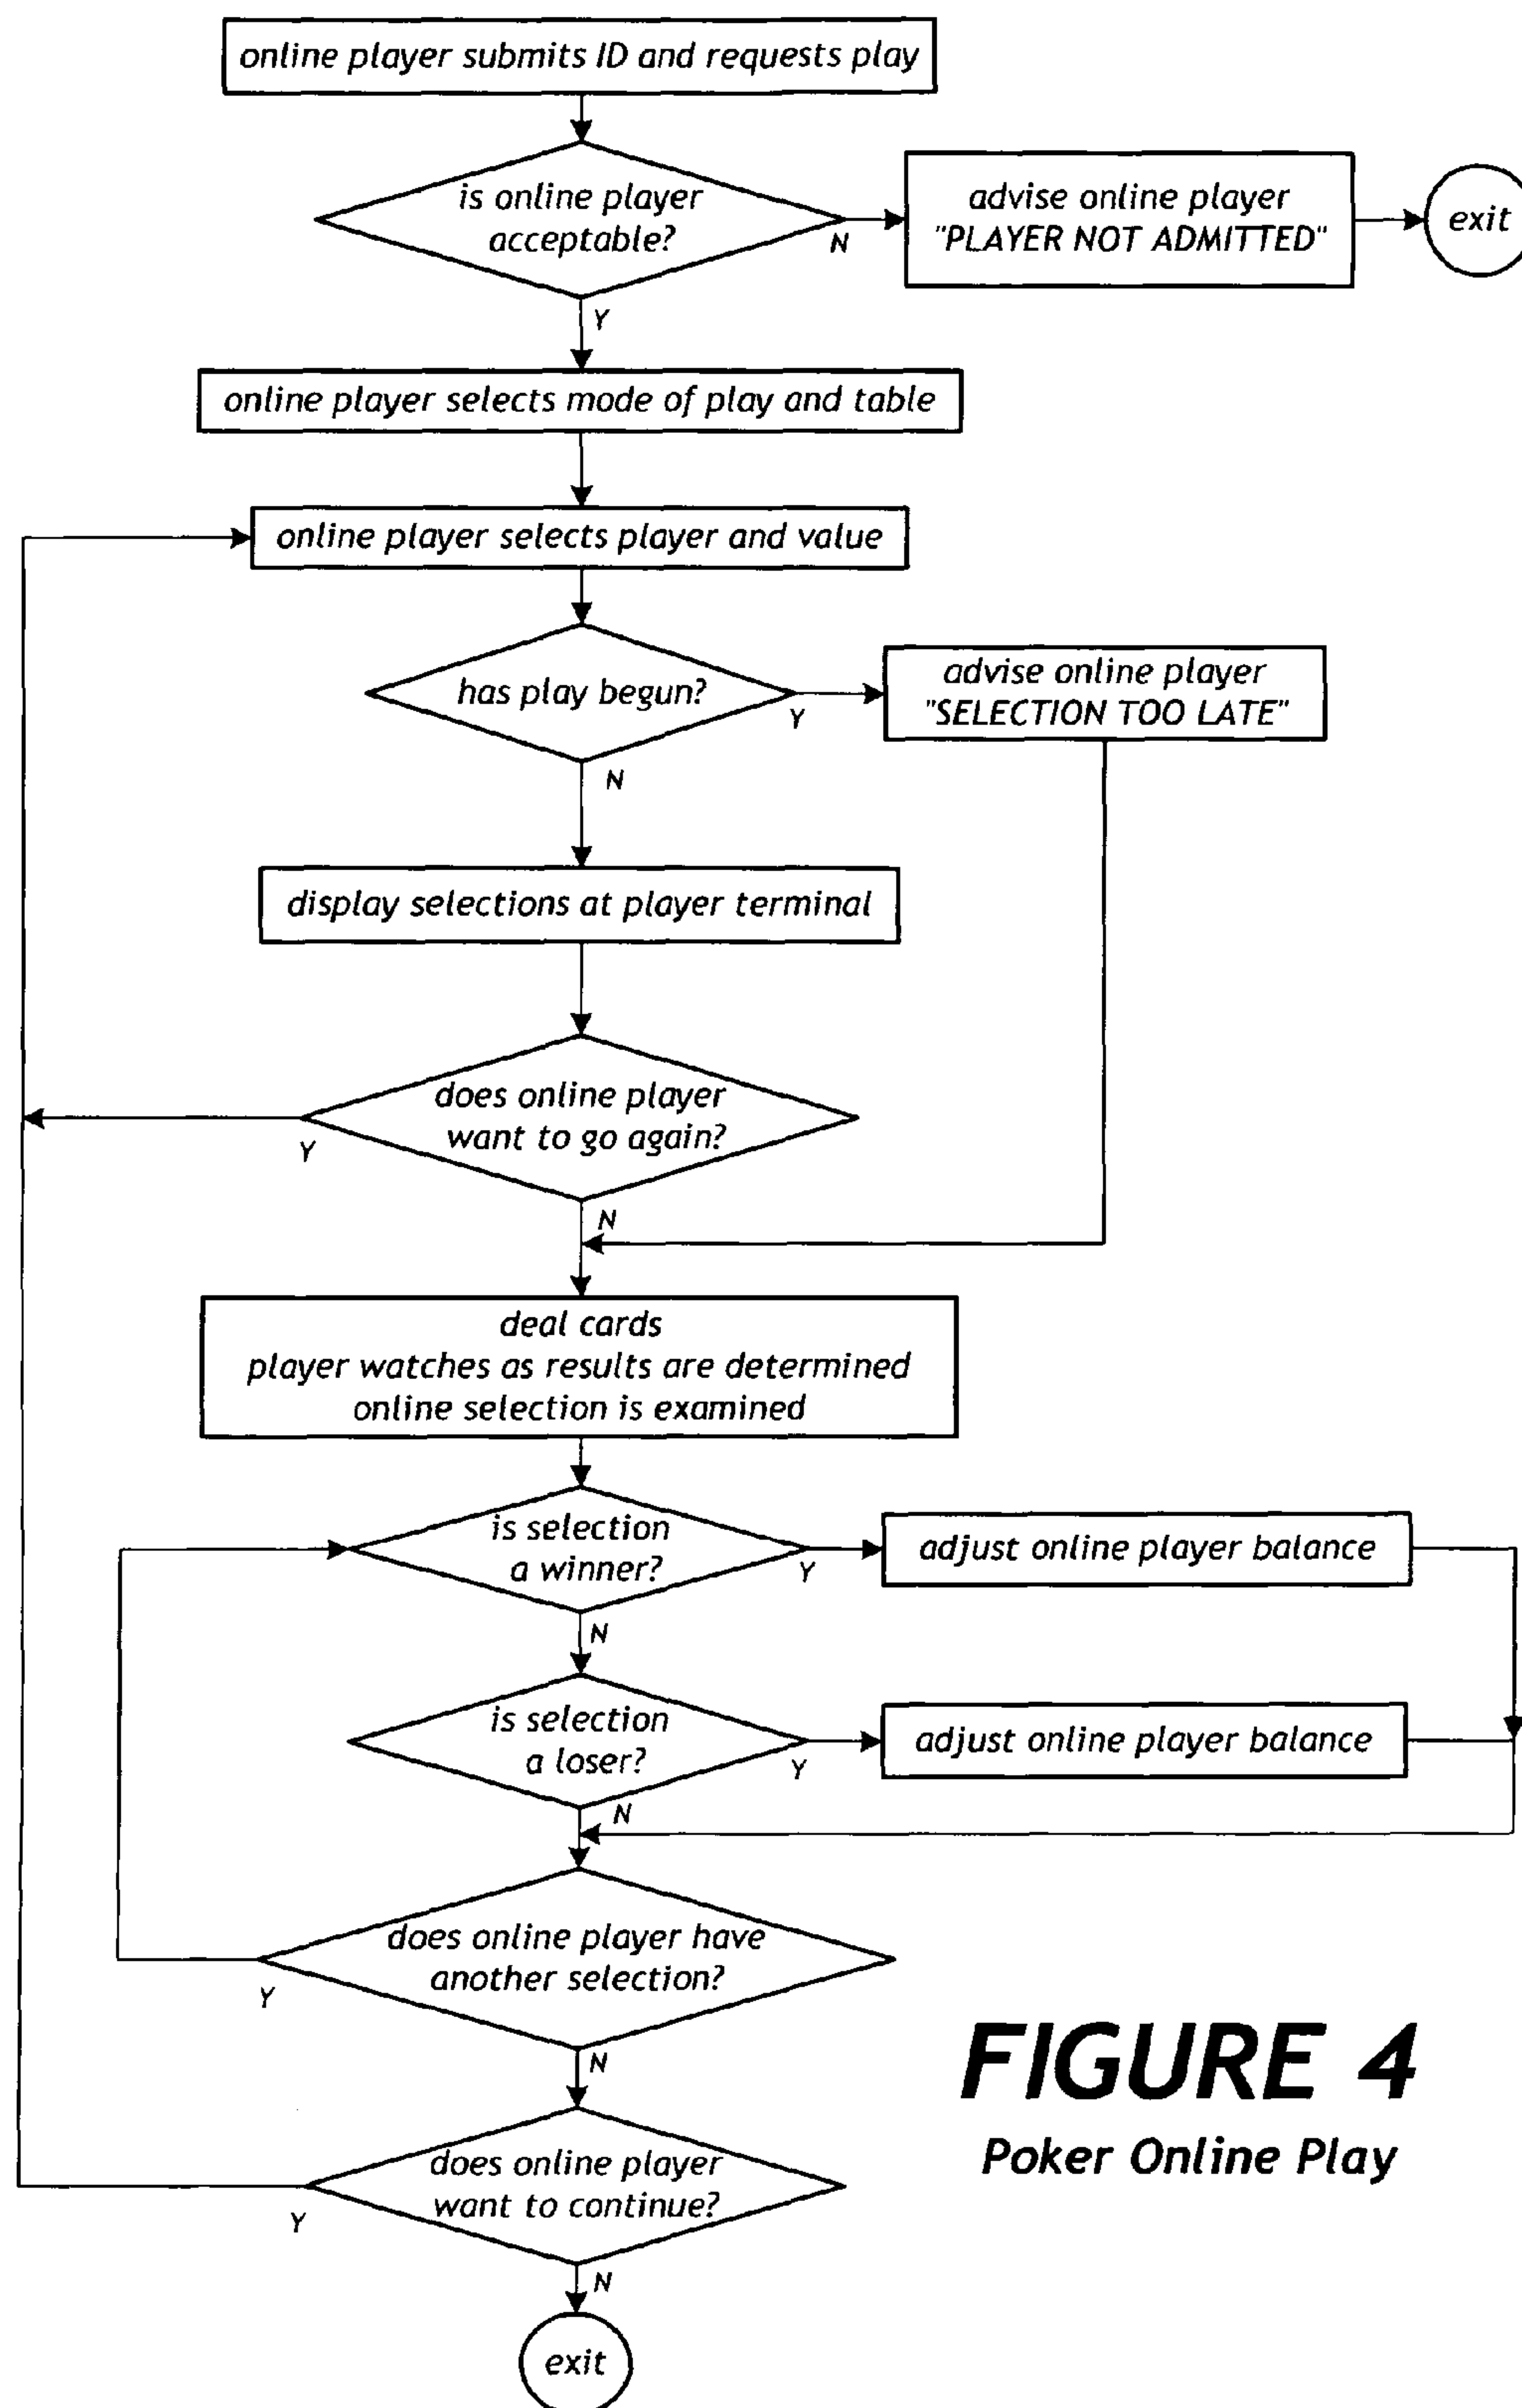 online player submits ID and requests play
is online player
acceptable?
N
advise online player
"PLAYER NOT ADMITTED"
exit
Y
online player selects mode of play and table
online player selects player and value
has play begun?
Y
advise online player
"SELECTION TOO LATE"
N
display selections at player terminal
does online player
want to go again?
Y
N
deal cards
player watches as results are determined
online selection is examined
is selection
a winner?
Y
adjust online player balance
N
is selection
a loser?
Y
adjust online player balance
N
does online player have
another selection?
Y
N
does online player
want to continue?
Y
N
exit
FIGURE 4
Poker Online Play